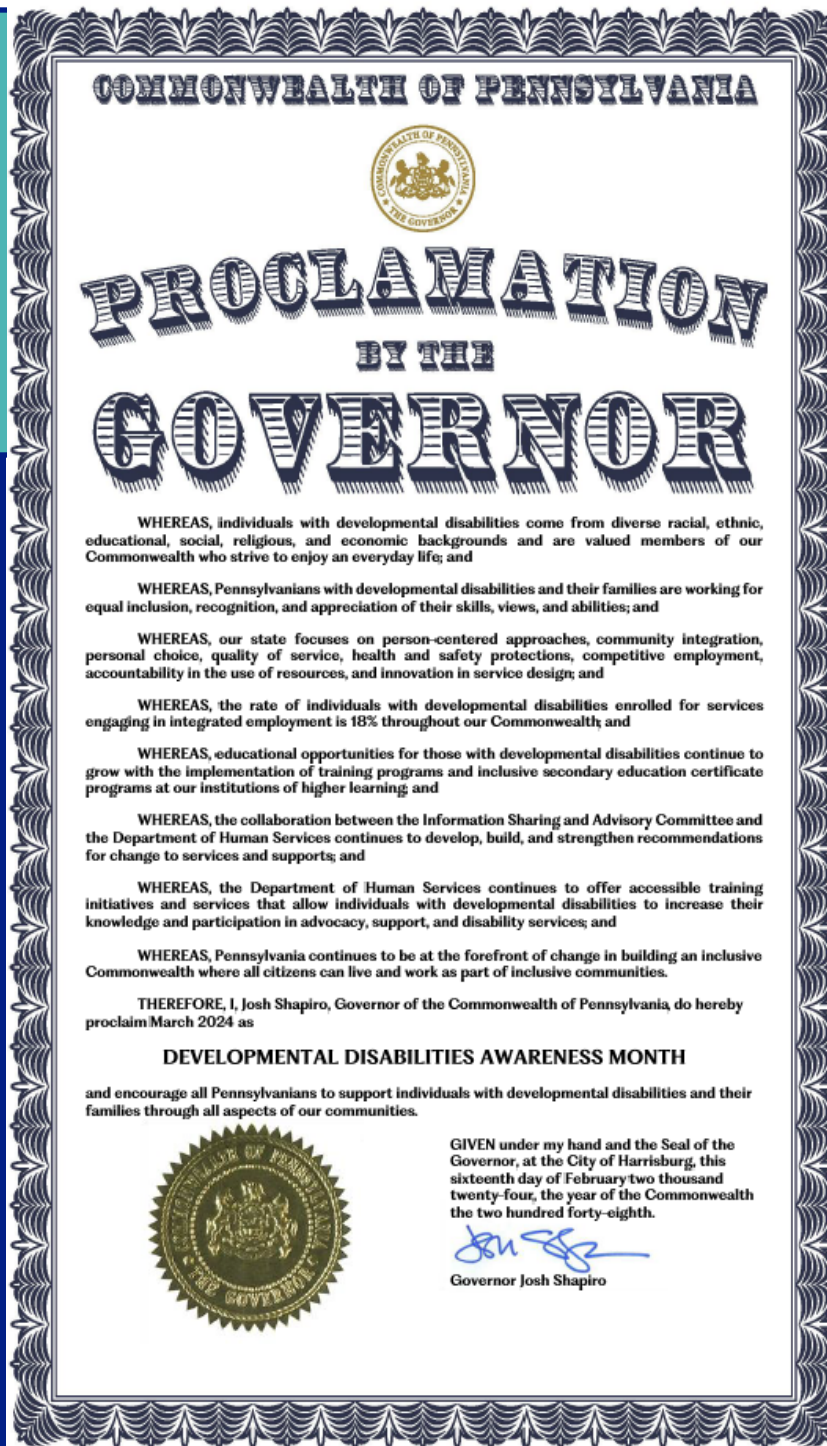 COMMONWEALTH OF PENNSYLVANIA
COMMONWEALTH OF PENNSYLVANIA
THE GOVERNOR
PROCLAMATION
BY THE
GOVERNOR
WHEREAS, individuals with developmental disabilities come from diverse racial, ethnic,
educational, social, religious, and economic backgrounds and are valued members of our
Commonwealth who strive to enjoy an everyday life; and
WHEREAS, Pennsylvanians with developmental disabilities and their families are working for
equal inclusion, recognition, and appreciation of their skills, views, and abilities; and
WHEREAS, our state focuses on person-centered approaches, community integration,
personal choice, quality of service, health and safety protections, competitive employment,
accountability in the use of resources, and innovation in service design; and
WHEREAS, the rate of individuals with developmental disabilities enrolled for services
engaging in integrated employment is 18% throughout our Commonwealth; and
WHEREAS, educational opportunities for those with developmental disabilities continue to
grow with the implementation of training programs and inclusive secondary education certificate
programs at our institutions of higher learning; and
WHEREAS, the collaboration between the Information Sharing and Advisory Committee and
the Department of Human Services continues to develop, build, and strengthen recommendations
for change to services and supports; and
WHEREAS, the Department of Human Services continues to offer accessible training
initiatives and services that allow individuals with developmental disabilities to increase their
knowledge and participation in advocacy, support, and disability services; and
WHEREAS, Pennsylvania continues to be at the forefront of change in building an inclusive
Commonwealth where all citizens can live and work as part of inclusive communities.
THEREFORE, I, Josh Shapiro, Governor of the Commonwealth of Pennsylvania, do hereby
proclaim March 2024 as
DEVELOPMENTAL DISABILITIES AWARENESS MONTH
and encourage all Pennsylvanians to support individuals with developmental disabilities and their
families through all aspects of our communities.
COMMONWEALTH OF PENNSYLVANIA
THE GOVERNOR
GIVEN under my hand and the Seal of the
Governor, at the City of Harrisburg, this
sixteenth day of February two thousand
twenty-four, the year of the Commonwealth
the two hundred forty-eighth.
Governor Josh Shapiro